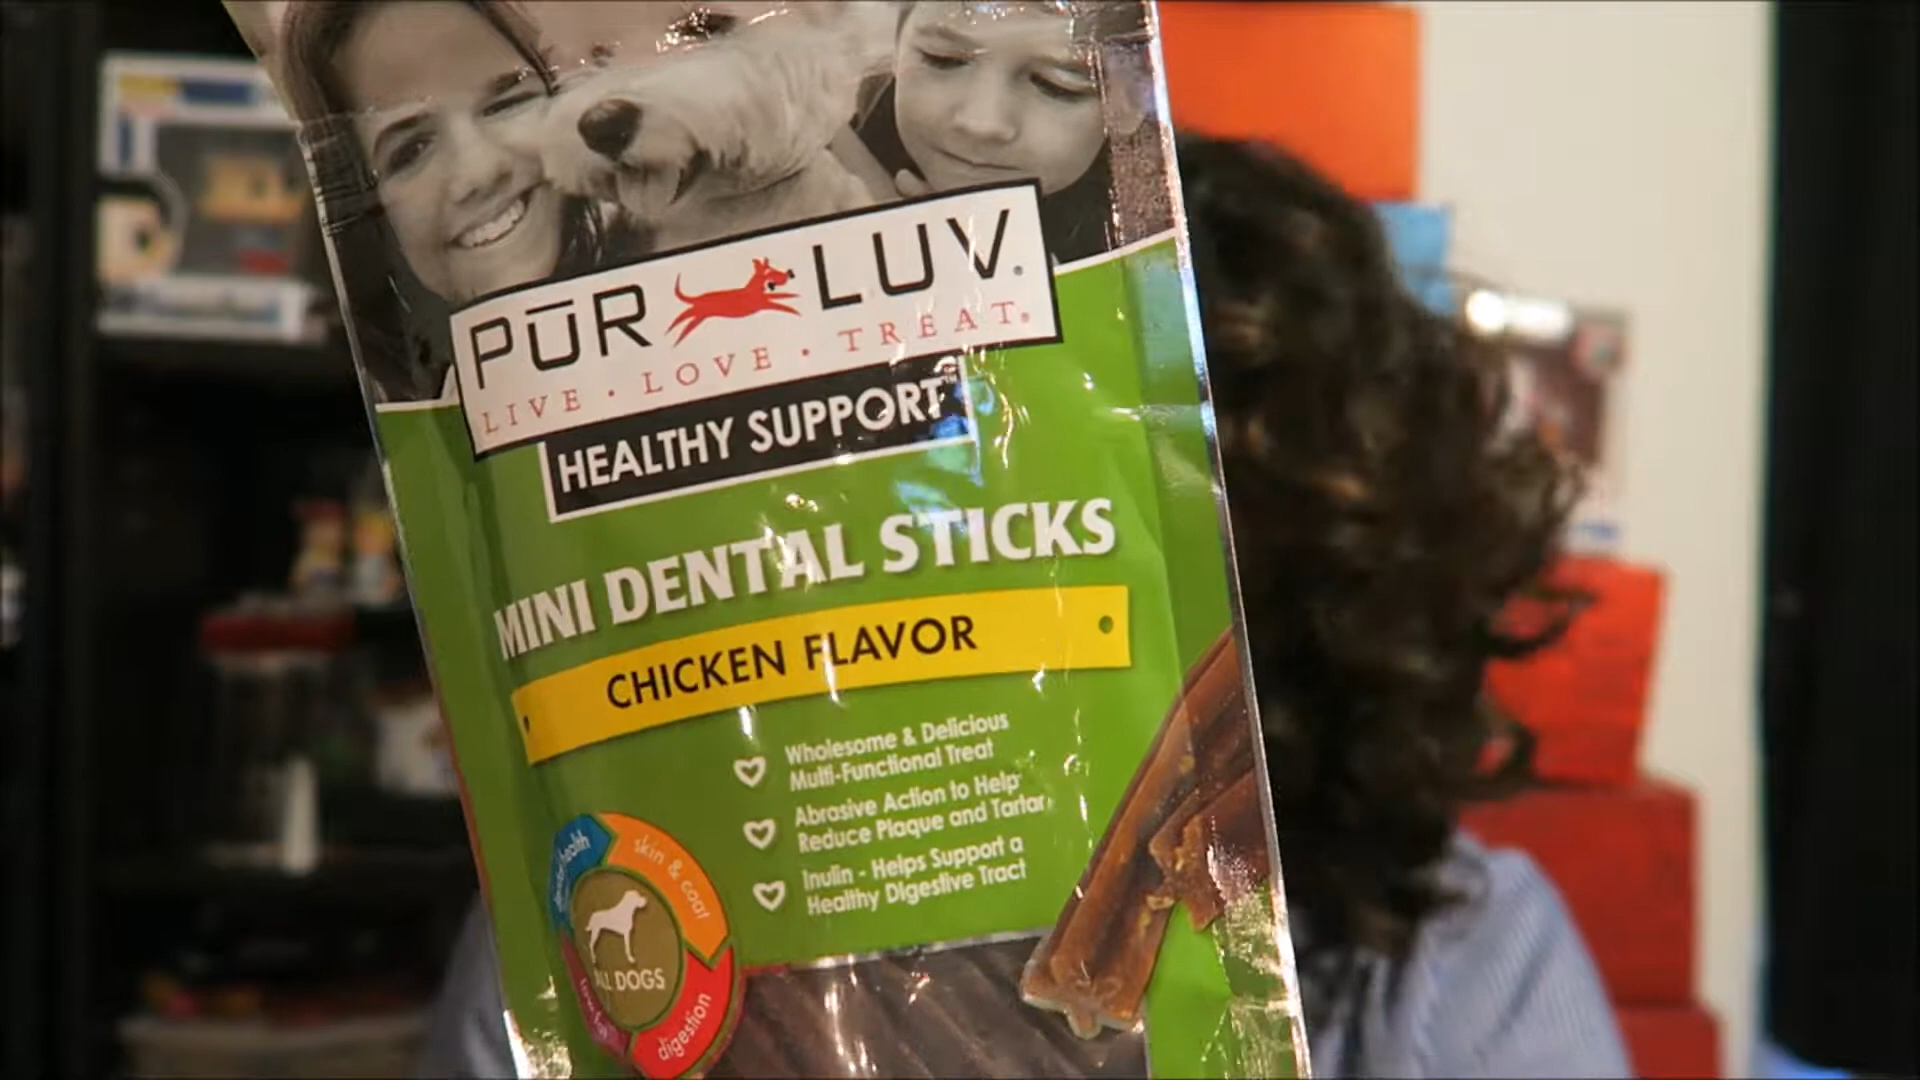 PŪR LUV®
LIVE · LOVE · TREAT®
HEALTHY SUPPORT™
MINI DENTAL STICKS
CHICKEN FLAVOR
Wholesome & Delicious
Multi-Functional Treat
Abrasive Action to Help
Reduce Plaque and Tartar
Inulin - Helps Support a
Healthy Digestive Tract
skin & coat
ALL DOGS
digestion